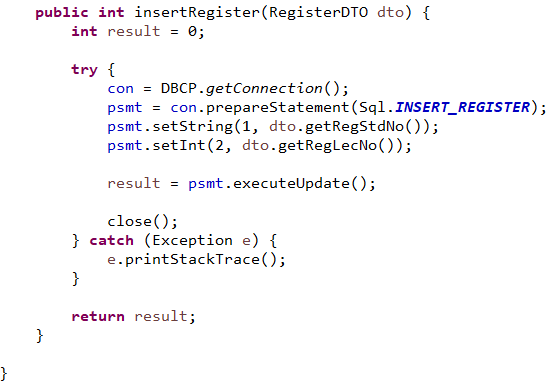 public int insertRegister(RegisterDTO dto) {
int result = 0;
try {
con = DBCP.getConnection();
psmt = con.prepareStatement(Sql.INSERT_REGISTER);
psmt.setString(1, dto.getRegStdNo());
psmt.setInt(2, dto.getRegLecNo());
result = psmt.executeUpdate();
close();
} catch (Exception e) {
e.printStackTrace();
}
return result;
}
}